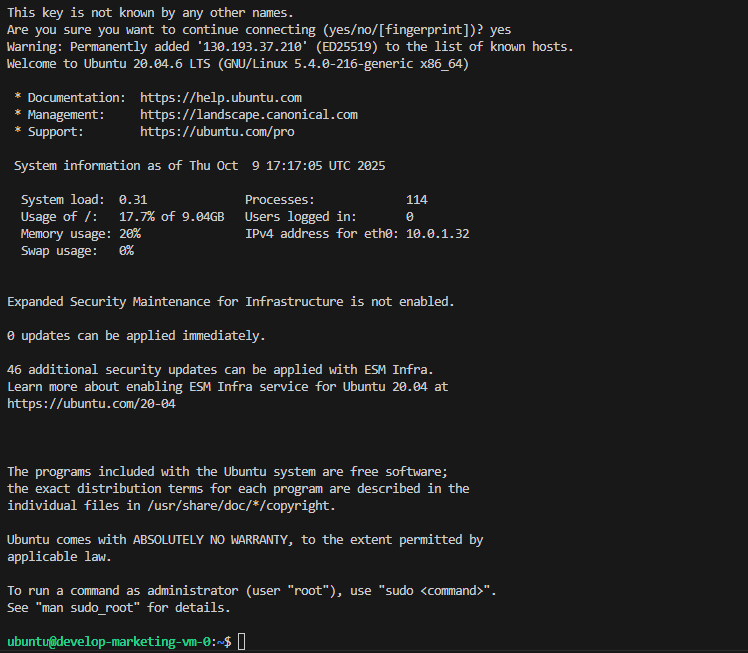 This key is not known by any other names.
Are you sure you want to continue connecting (yes/no/[fingerprint])? yes
Warning: Permanently added '130.193.37.210' (ED25519) to the list of known hosts.
Welcome to Ubuntu 20.04.6 LTS (GNU/Linux 5.4.0-216-generic x86_64)
* Documentation:  https://help.ubuntu.com
* Management:     https://landscape.canonical.com
* Support:        https://ubuntu.com/pro
System information as of Thu Oct  9 17:17:05 UTC 2025
System load:  0.31               Processes:             114
Usage of /:   17.7% of 9.04GB   Users logged in:       0
Memory usage: 20%                IPv4 address for eth0: 10.0.1.32
Swap usage:   0%
Expanded Security Maintenance for Infrastructure is not enabled.
0 updates can be applied immediately.
46 additional security updates can be applied with ESM Infra.
Learn more about enabling ESM Infra service for Ubuntu 20.04 at
https://ubuntu.com/20-04
The programs included with the Ubuntu system are free software;
the exact distribution terms for each program are described in the
individual files in /usr/share/doc/*/copyright.
Ubuntu comes with ABSOLUTELY NO WARRANTY, to the extent permitted by
applicable law.
To run a command as administrator (user "root"), use "sudo <command>".
See "man sudo_root" for details.
ubuntu@develop-marketing-vm-0:~$